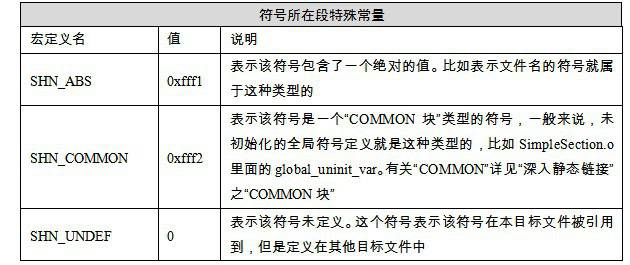 符号所在段特殊常量
宏定义名 值 说明
SHN_ABS 0xfff1 表示该符号包含了一个绝对的值。比如表示文件名的符号就属
于这种类型的
SHN_COMMON 0xfff2 表示该符号是一个“COMMON 块”类型的符号，一般来说，未
初始化的全局符号定义就是这种类型的，比如 SimpleSection.o
里面的 global_uninit_var。有关“COMMON”详见“深入静态链接”
之“COMMON 块”
SHN_UNDEF 0 表示该符号未定义。这个符号表示该符号在本目标文件被引用
到，但是定义在其他目标文件中